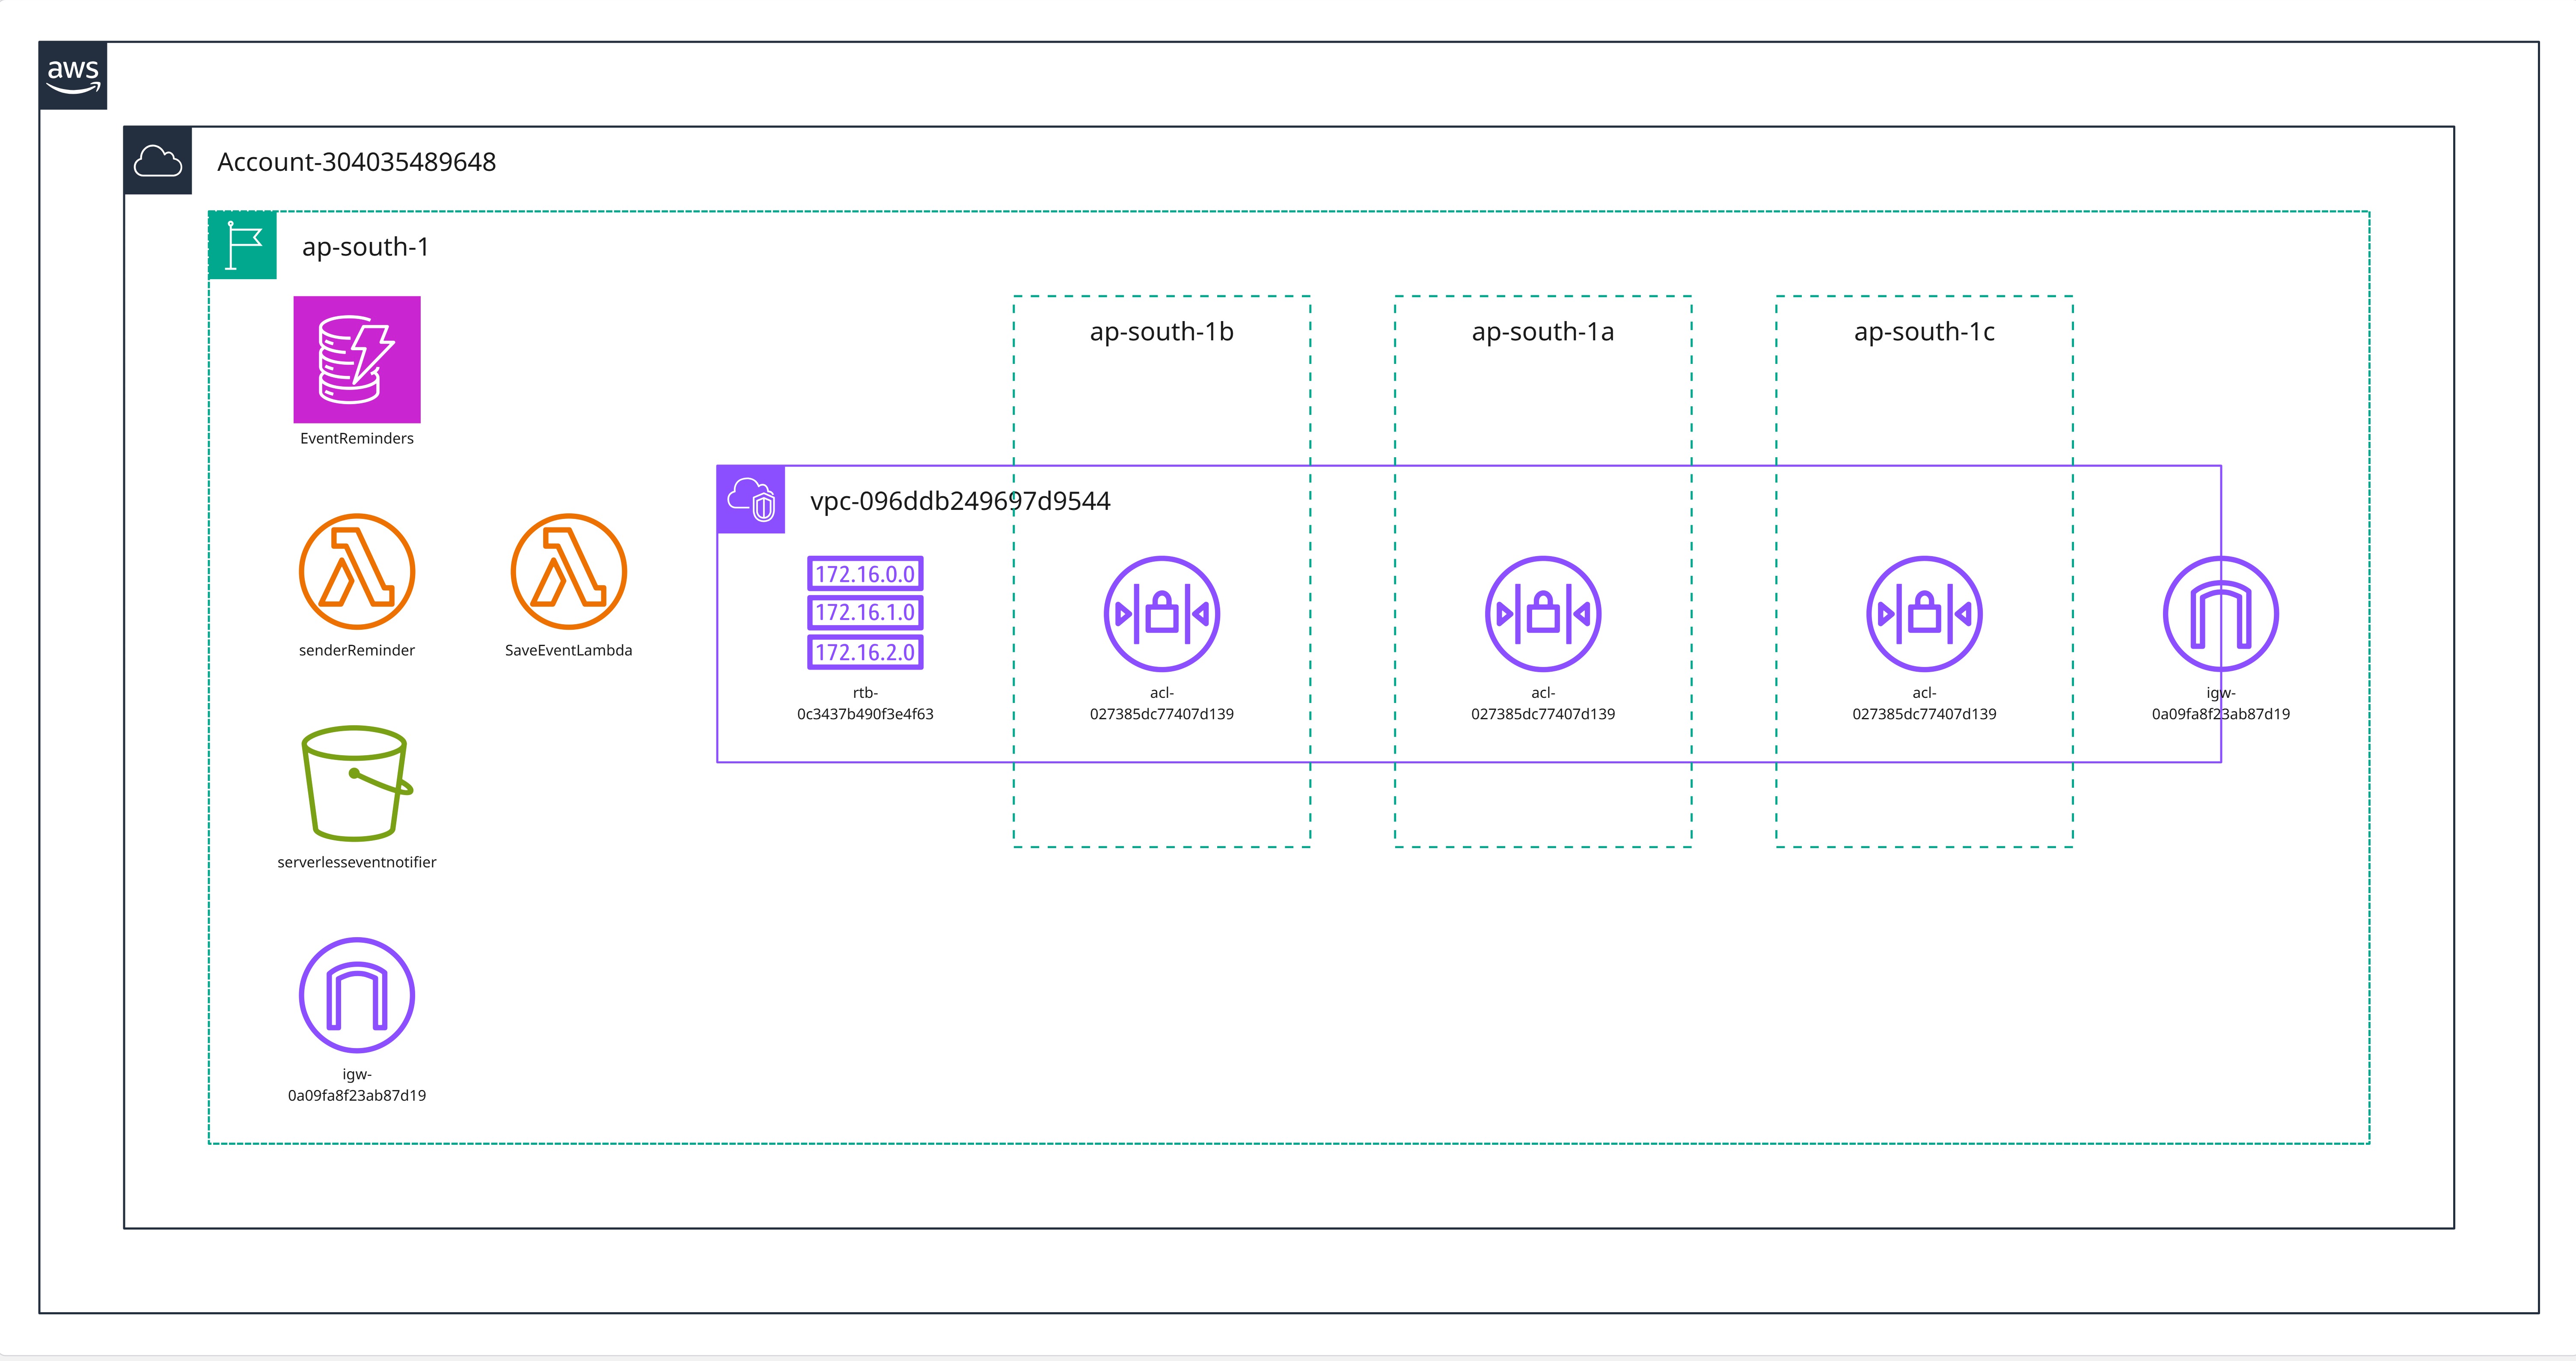 aws
Account-304035489648
ap-south-1
EventReminders
ap-south-1b
ap-south-1a
ap-south-1c
vpc-096ddb249697d9544
senderReminder
SaveEventLambda
172.16.0.0
172.16.1.0
172.16.2.0
rtb-
0c3437b490f3e4f63
acl-
027385dc77407d139
acl-
027385dc77407d139
acl-
027385dc77407d139
igw-
0a09fa8f23ab87d19
serverlesseventnotifier
igw-
0a09fa8f23ab87d19